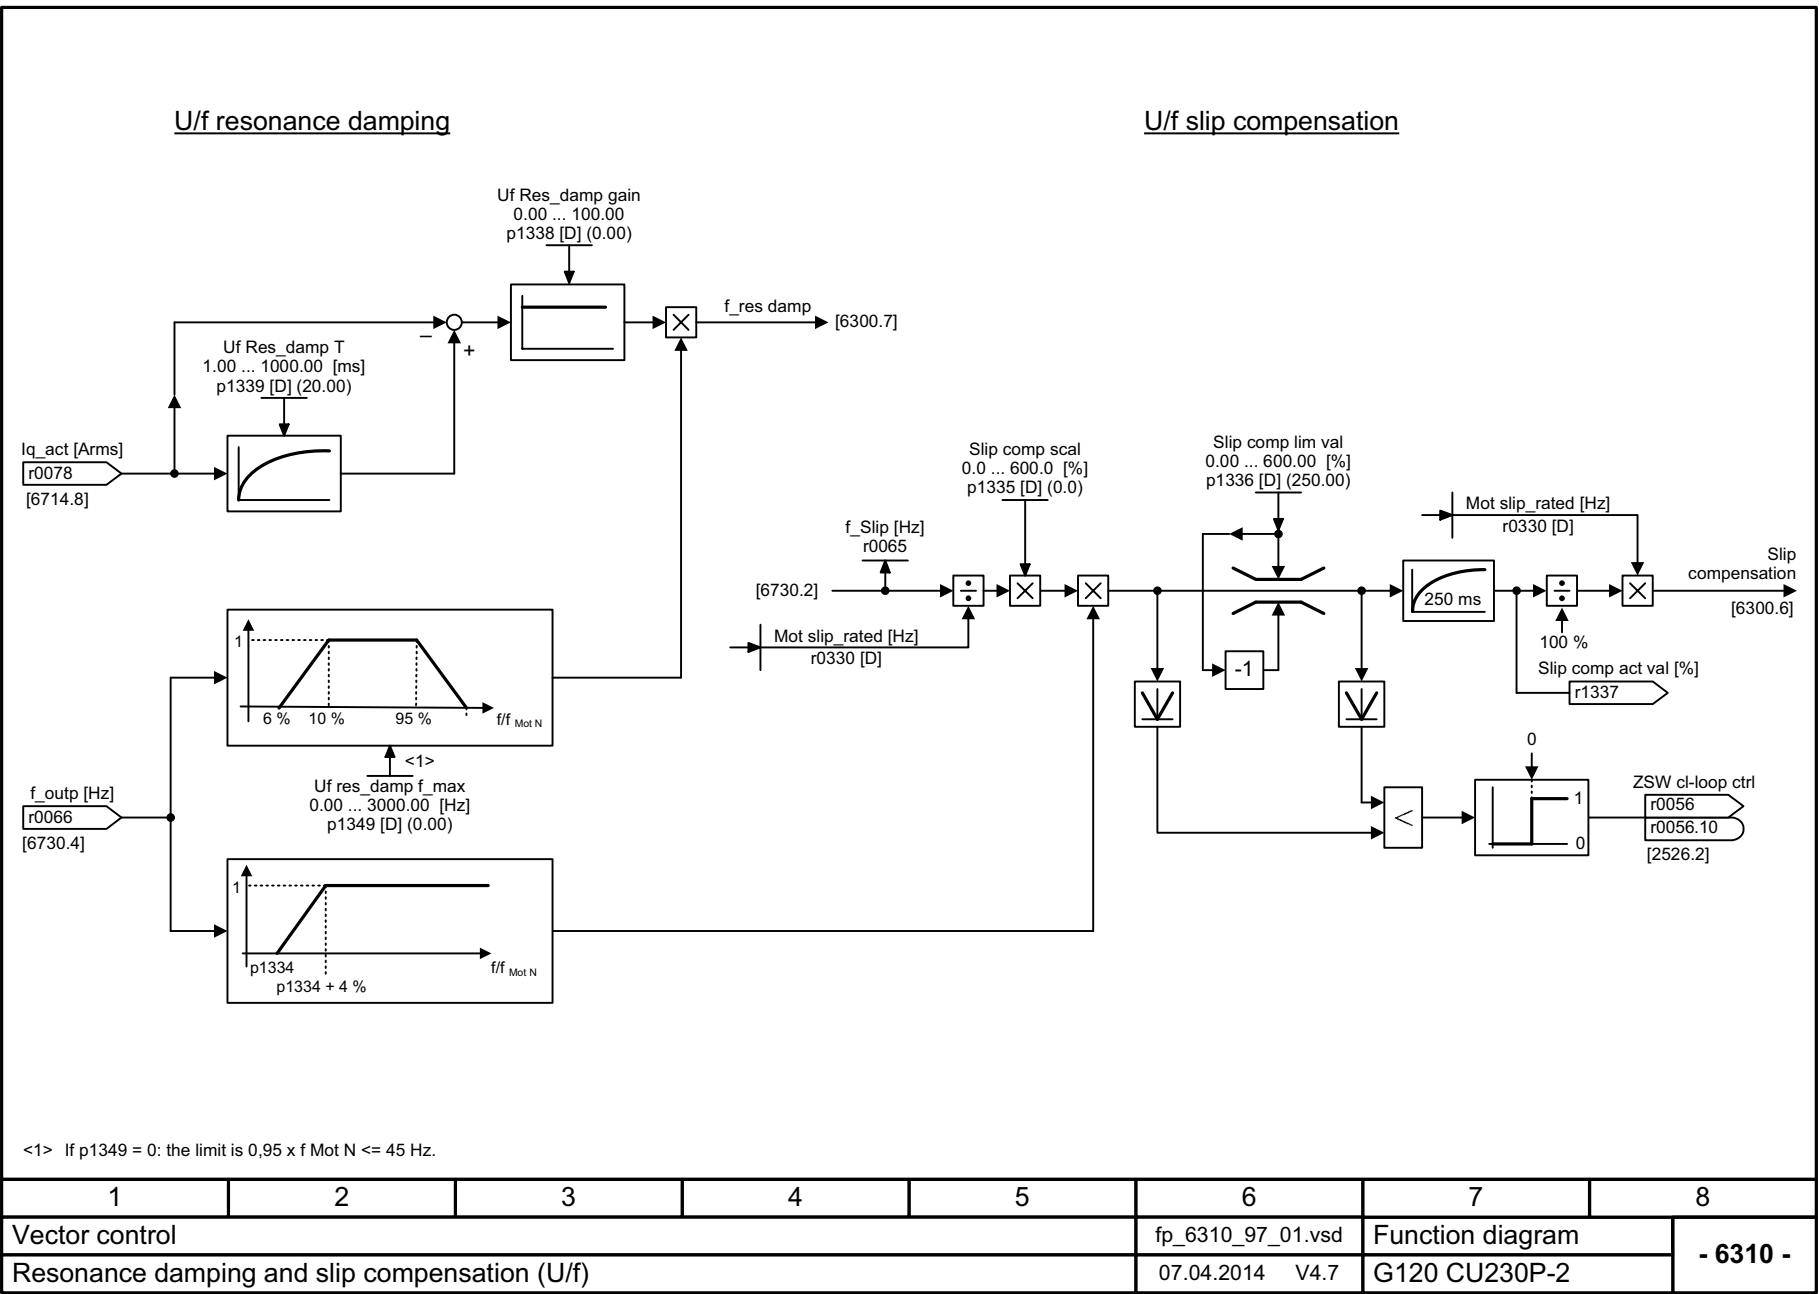 U/f resonance damping
U/f slip compensation
Uf Res_damp gain
0.00 ... 100.00
p1338 [D] (0.00)
f_res damp
[6300.7]
–
+
Uf Res_damp T
1.00 ... 1000.00 [ms]
p1339 [D] (20.00)
Iq_act [Arms]
r0078
[6714.8]
Slip comp scal
0.0 ... 600.0 [%]
p1335 [D] (0.0)
Slip comp lim val
0.00 ... 600.00 [%]
p1336 [D] (250.00)
Mot slip_rated [Hz]
r0330 [D]
f_Slip [Hz]
r0065
[6730.2]
÷
Mot slip_rated [Hz]
r0330 [D]
-1
250 ms
÷
100 %
Slip
compensation
[6300.6]
Slip comp act val [%]
r1337
1
6 %
10 %
95 %
f/f Mot N
<1>
Uf res_damp f_max
0.00 ... 3000.00 [Hz]
p1349 [D] (0.00)
f_outp [Hz]
r0066
[6730.4]
<
0
1
0
ZSW cl-loop ctrl
r0056
r0056.10
[2526.2]
1
p1334
p1334 + 4 %
f/f Mot N
<1> If p1349 = 0: the limit is 0,95 x f Mot N <= 45 Hz.
1 2 3 4 5 6 7 8
Vector control
fp_6310_97_01.vsd
Function diagram
- 6310 -
Resonance damping and slip compensation (U/f)
07.04.2014 V4.7
G120 CU230P-2